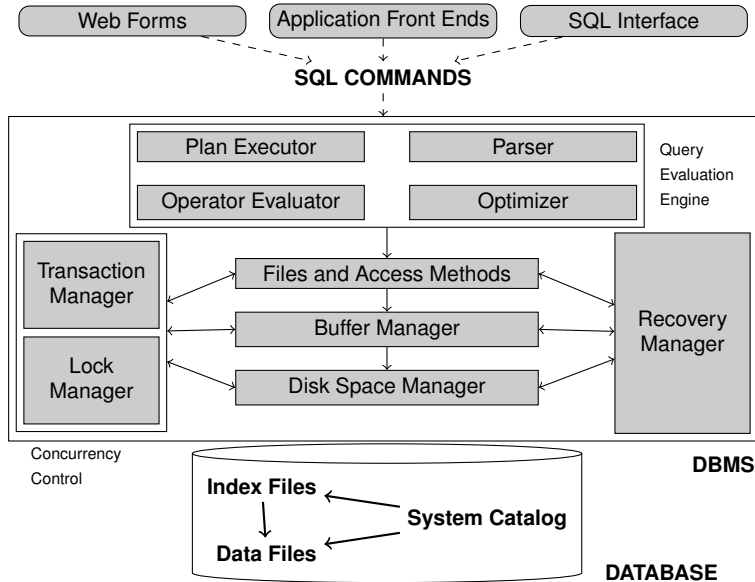 Web Forms
Application Front Ends
SQL Interface
SQL COMMANDS
Plan Executor
Parser
Operator Evaluator
Optimizer
Query
Evaluation
Engine
Transaction
Manager
Lock
Manager
Files and Access Methods
Buffer Manager
Disk Space Manager
Recovery
Manager
Concurrency
Control
DBMS
Index Files
System Catalog
Data Files
DATABASE